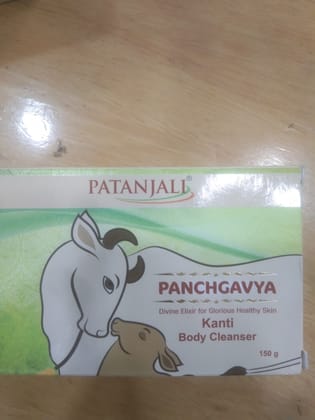 PATANJALI
PANCHGAVYA
Divine Elixir for Glorious Healthy Skin
Kanti
Body Cleanser
150 g